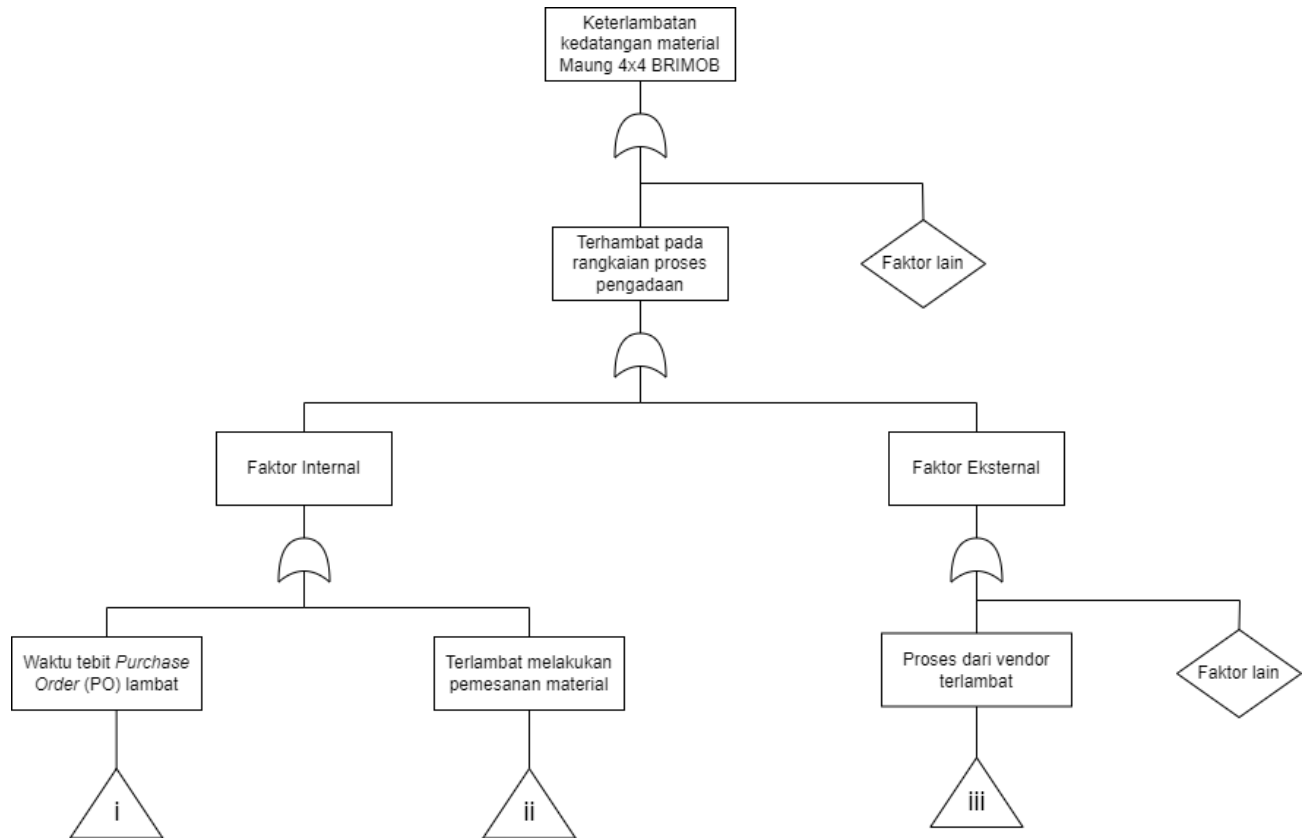 Keterlambatan
kedatangan material
Maung 4x4 BRIMOB
Terhambat pada
rangkaian proses
pengadaan
Faktor lain
Faktor Internal
Faktor Eksternal
Waktu tebit Purchase
Order (PO) lambat
Terlambat melakukan
pemesanan material
Proses dari vendor
terlambat
Faktor lain
i
ii
iii